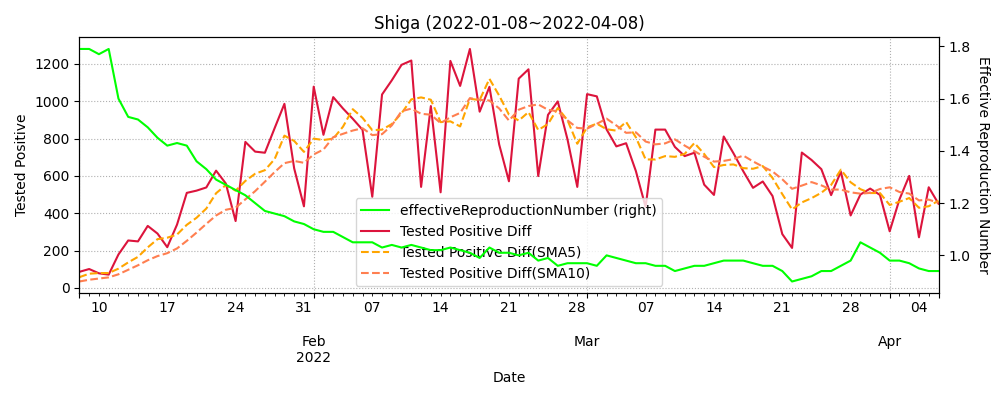 Shiga (2022-01-08~2022-04-08)
Tested Positive
1200
1000
800
600
400
200
0
1.8
1.6
1.4
1.2
1.0
Effective Reproduction Number
effectiveReproductionNumber (right)
Tested Positive Diff
Tested Positive Diff(SMA5)
Tested Positive Diff(SMA10)
10 17 24 31 07 14 21 28 07 14 21 28 04
Feb Mar Apr
2022
Date